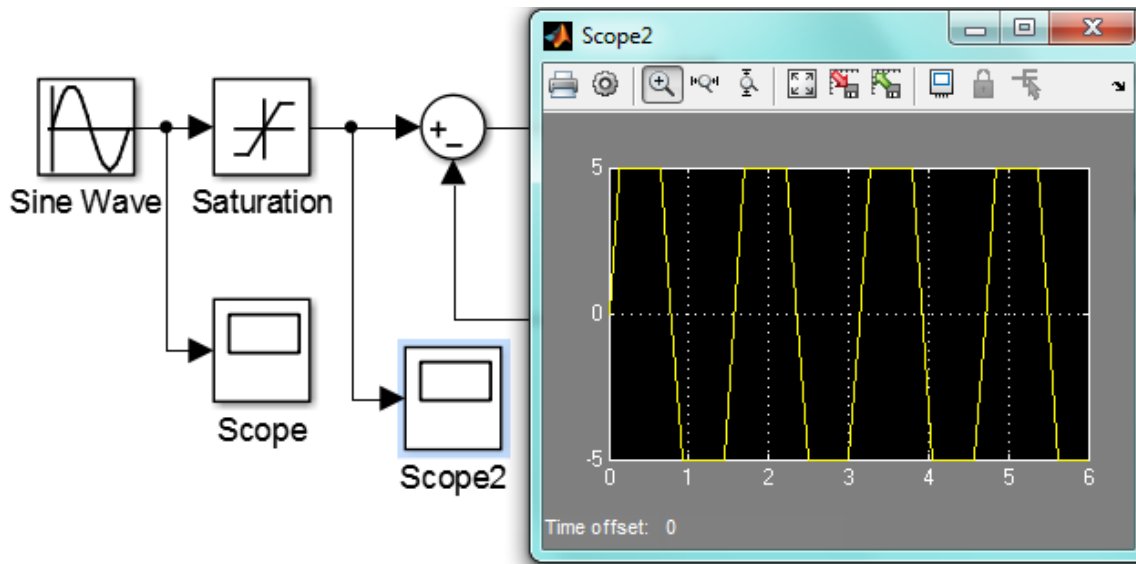 Scope2
Sine Wave
Saturation
+
−
Scope
Scope2
5
0
-5
0 1 2 3 4 5 6
Time offset: 0